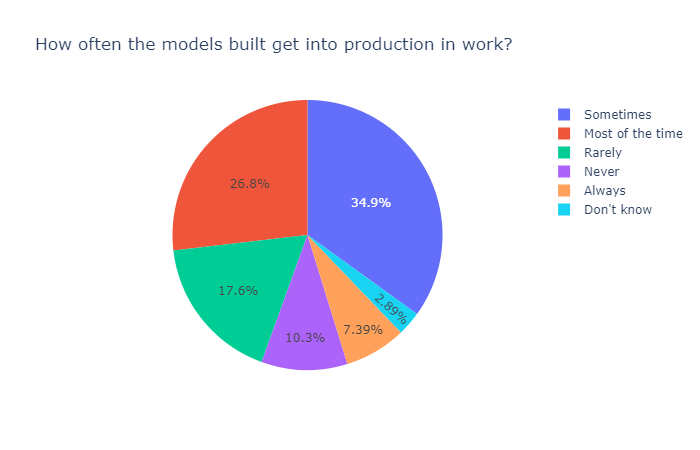 How often the models built get into production in work?
Sometimes
Most of the time
Rarely
Never
Always
Don't know
34.9%
26.8%
17.6%
10.3%
7.39%
2.89%